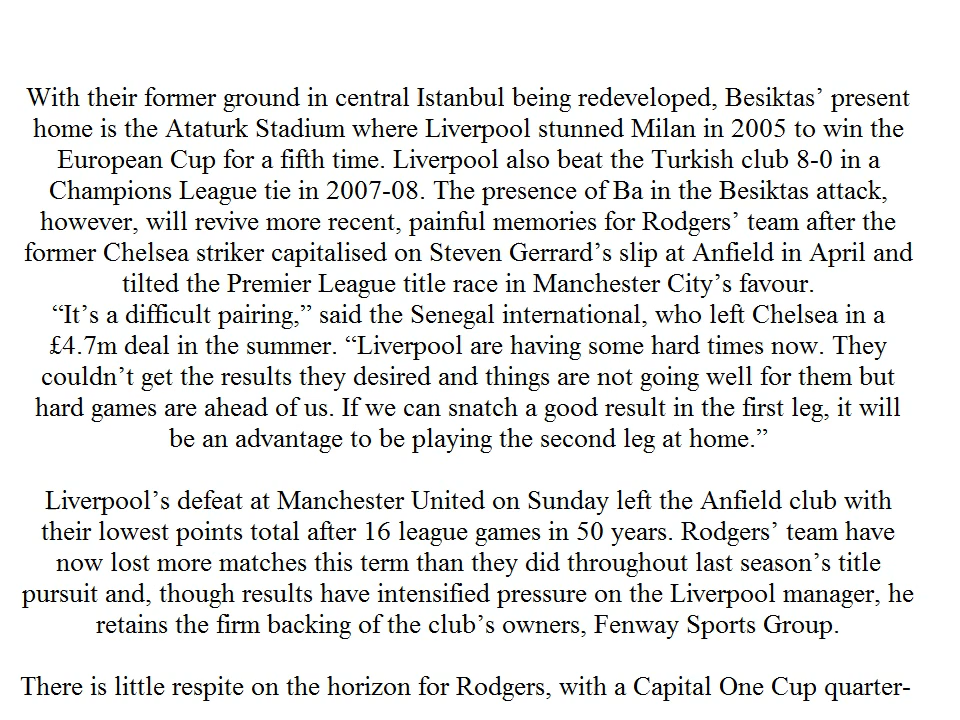 With their former ground in central Istanbul being redeveloped, Besiktas’ present
home is the Ataturk Stadium where Liverpool stunned Milan in 2005 to win the
European Cup for a fifth time. Liverpool also beat the Turkish club 8-0 in a
Champions League tie in 2007-08. The presence of Ba in the Besiktas attack,
however, will revive more recent, painful memories for Rodgers’ team after the
former Chelsea striker capitalised on Steven Gerrard’s slip at Anfield in April and
tilted the Premier League title race in Manchester City’s favour.
“It’s a difficult pairing,” said the Senegal international, who left Chelsea in a
£4.7m deal in the summer. “Liverpool are having some hard times now. They
couldn’t get the results they desired and things are not going well for them but
hard games are ahead of us. If we can snatch a good result in the first leg, it will
be an advantage to be playing the second leg at home.”
Liverpool’s defeat at Manchester United on Sunday left the Anfield club with
their lowest points total after 16 league games in 50 years. Rodgers’ team have
now lost more matches this term than they did throughout last season’s title
pursuit and, though results have intensified pressure on the Liverpool manager, he
retains the firm backing of the club’s owners, Fenway Sports Group.
There is little respite on the horizon for Rodgers, with a Capital One Cup quarter-